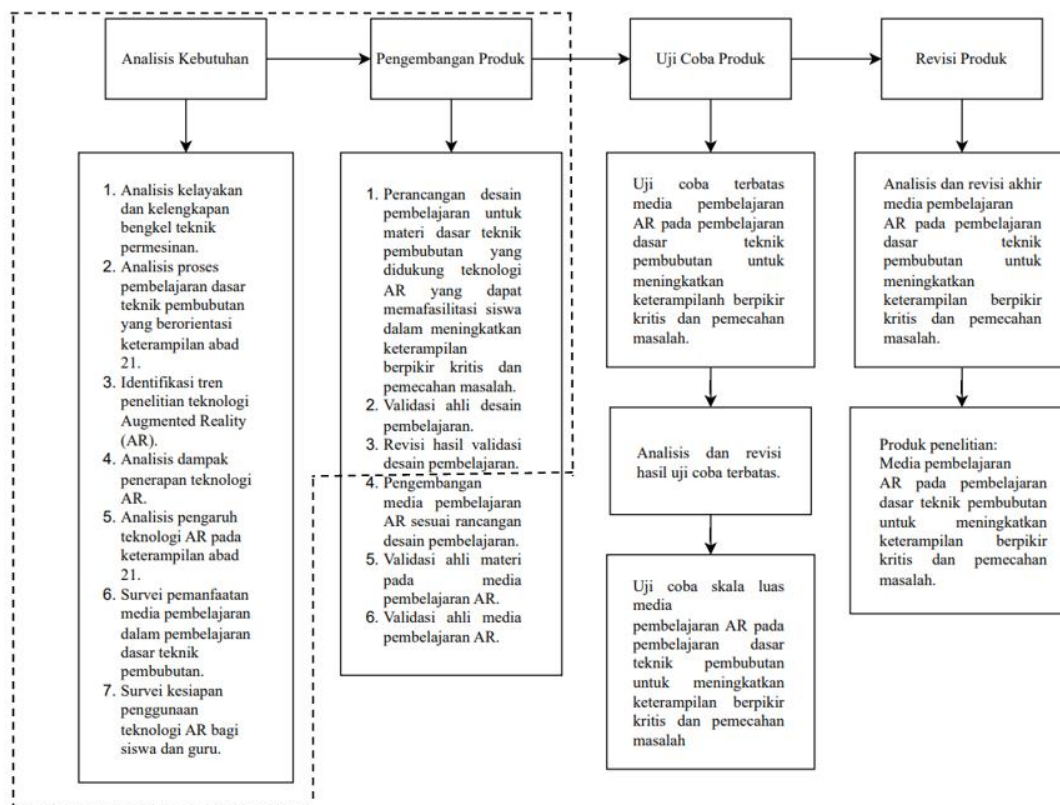 Analisis Kebutuhan
Pengembangan Produk
Uji Coba Produk
Revisi Produk
1. Analisis kelayakan
dan kelengkapan
bengkel teknik
permesinan.
2. Analisis proses
pembelajaran dasar
teknik pembubutan
yang berorientasi
keterampilan abad
21.
3. Identifikasi tren
penelitian teknologi
Augmented Reality
(AR).
4. Analisis dampak
penerapan teknologi
AR.
5. Analisis pengaruh
teknologi AR pada
keterampilan abad
21.
6. Survei pemanfaatan
media pembelajaran
dalam pembelajaran
dasar teknik
pembubutan.
7. Survei kesiapan
penggunaan
teknologi AR bagi
siswa dan guru.
1. Perancangan desain
pembelajaran untuk
materi dasar teknik
pembubutan yang
didukung teknologi
AR yang dapat
memafasilitasi siswa
dalam meningkatkan
keterampilan
berpikir kritis dan
pemecahan masalah.
2. Validasi ahli desain
pembelajaran.
3. Revisi hasil validasi
desain pembelajaran.
4. Pengembangan
media pembelajaran
AR sesuai rancangan
desain pembelajaran.
5. Validasi ahli materi
pada media
pembelajaran AR.
6. Validasi ahli media
pembelajaran AR.
Uji coba terbatas
media pembelajaran
AR pada pembelajaran
dasar teknik
pembubutan untuk
meningkatkan
keterampilanh berpikir
kritis dan pemecahan
masalah.
Analisis dan revisi
hasil uji coba terbatas.
Uji coba skala luas
media
pembelajaran AR pada
pembelajaran dasar
teknik pembubutan
untuk meningkatkan
keterampilan berpikir
kritis dan pemecahan
masalah
Analisis dan revisi akhir
media pembelajaran
AR pada pembelajaran
dasar teknik
pembubutan untuk
meningkatkan
keterampilan berpikir
kritis dan pemecahan
masalah.
Produk penelitian:
Media pembelajaran
AR pada pembelajaran
dasar teknik pembubutan
untuk meningkatkan
keterampilan berpikir
kritis dan pemecahan
masalah.